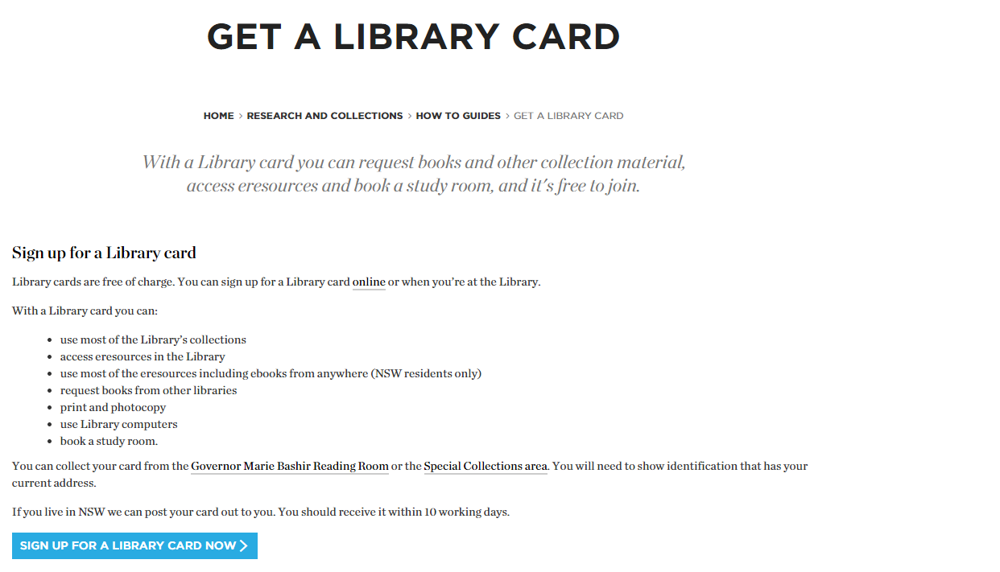 GET A LIBRARY CARD
HOME > RESEARCH AND COLLECTIONS > HOW TO GUIDES > GET A LIBRARY CARD
With a Library card you can request books and other collection material,
access eresources and book a study room, and it's free to join.
Sign up for a Library card
Library cards are free of charge. You can sign up for a Library card online or when you’re at the Library.
With a Library card you can:
• use most of the Library’s collections
• access eresources in the Library
• use most of the eresources including ebooks from anywhere (NSW residents only)
• request books from other libraries
• print and photocopy
• use Library computers
• book a study room.
You can collect your card from the Governor Marie Bashir Reading Room or the Special Collections area. You will need to show identification that has your
current address.
If you live in NSW we can post your card out to you. You should receive it within 10 working days.
SIGN UP FOR A LIBRARY CARD NOW >